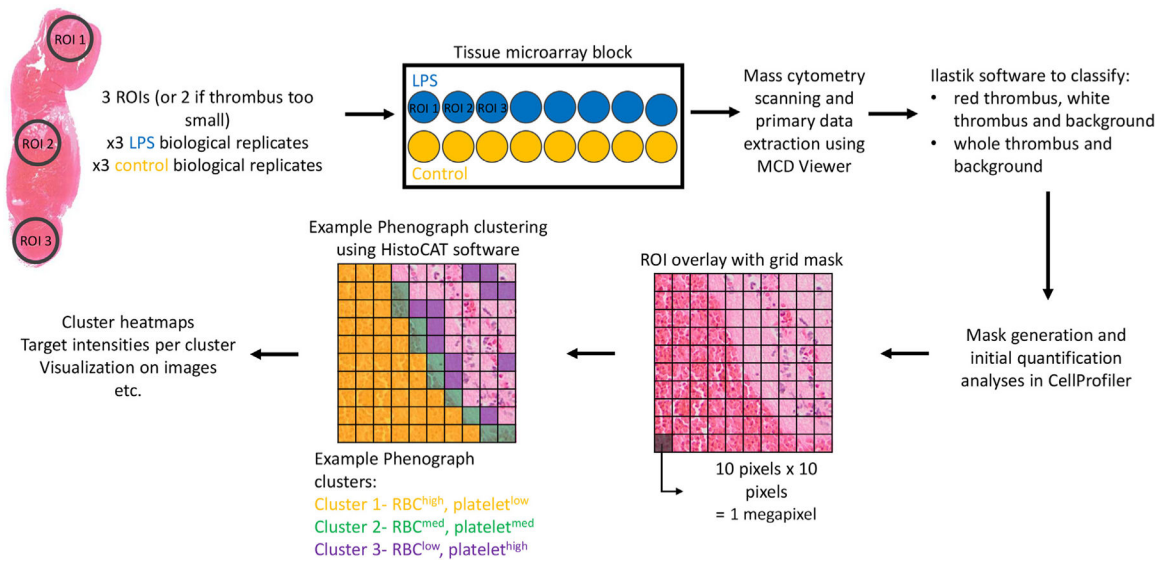 ROI 1
ROI 2
ROI 3
3 ROIs (or 2 if thrombus too
small)
x3 LPS biological replicates
x3 control biological replicates
Tissue microarray block
LPS
ROI 1 ROI 2 ROI 3
Control
Mass cytometry
scanning and
primary data
extraction using
MCD Viewer
Ilastik software to classify:
• red thrombus, white
thrombus and background
• whole thrombus and
background
Mask generation and
initial quantification
analyses in CellProfiler
ROI overlay with grid mask
10 pixels x 10
pixels
= 1 megapixel
Example Phenograph clustering
using HistoCAT software
Example Phenograph
clusters:
Cluster 1- RBChigh, plateletlow
Cluster 2- RBCmed, plateletmed
Cluster 3- RBClow, platelethigh
Cluster heatmaps
Target intensities per cluster
Visualization on images
etc.